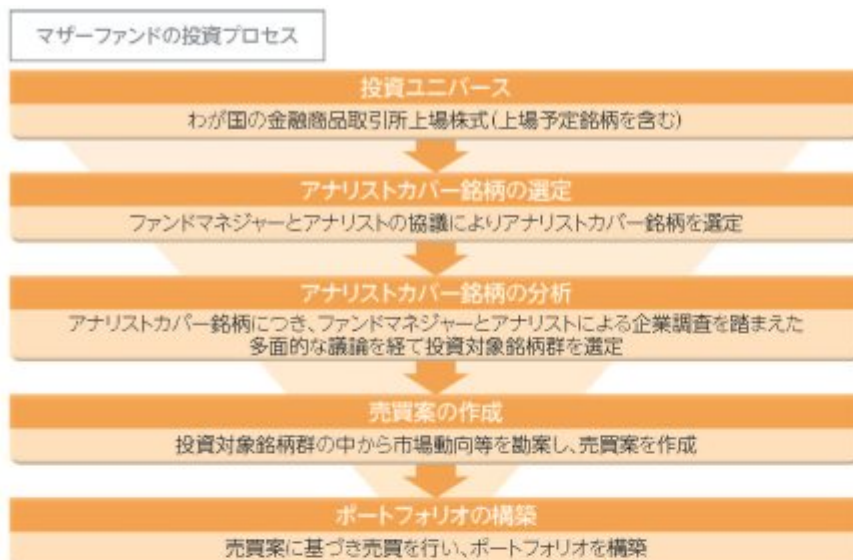 マザーファンドの投資プロセス
投資ユニバース
わが国の金融商品取引所上場株式(上場予定銘柄を含む)
アナリストカバー銘柄の選定
ファンドマネジャーとアナリストの協議によりアナリストカバー銘柄を選定
アナリストカバー銘柄の分析
アナリストカバー銘柄につき、ファンドマネジャーとアナリストによる企業調査を踏まえた
多面的な議論を経て投資対象銘柄群を選定
売買案の作成
投資対象銘柄群の中から市場動向等を勘案し、売買案を作成
ポートフォリオの構築
売買案に基づき売買を行い、ポートフォリオを構築